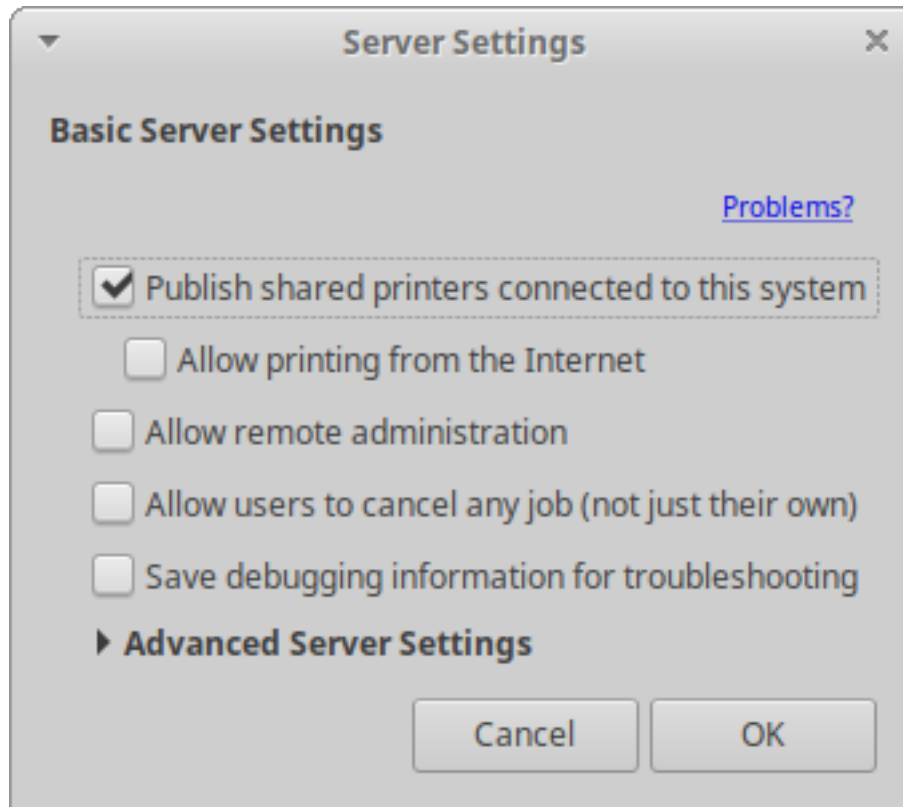 Server Settings
Basic Server Settings
Problems?
Publish shared printers connected to this system
Allow printing from the Internet
Allow remote administration
Allow users to cancel any job (not just their own)
Save debugging information for troubleshooting
Advanced Server Settings
Cancel OK